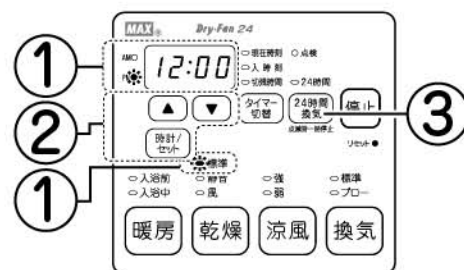 MAX® Dry-Fan 24
1
AM
12:00
現在時刻 点検
入時刻
切残時間 24時間
▲ ▼
タイマー
切替
24時間
換気
停止
3
2
時計/
セット
リセット
1
標準
入浴前 静音 強 標準
入浴中 風 弱 ブロー
暖房 乾燥 涼風 換気